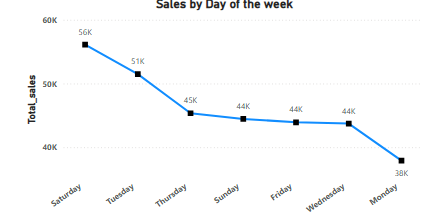 Sales by Day of the week
60K
56K
51K
50K
45K
44K
44K
44K
40K
38K
Total_sales
Saturday
Tuesday
Thursday
Sunday
Friday
Wednesday
Monday